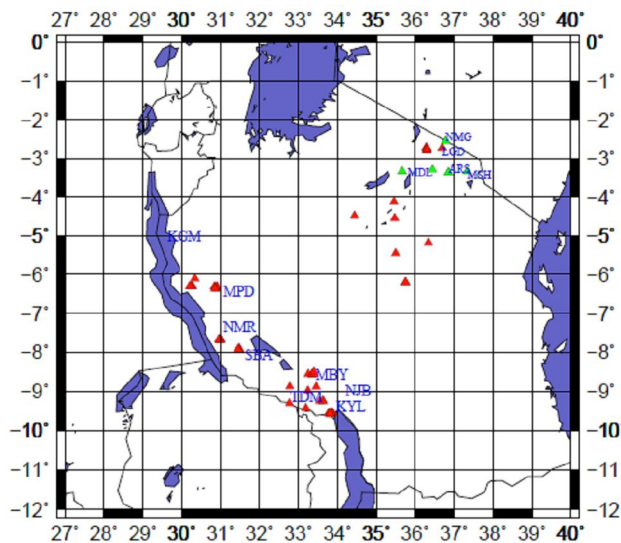 27° 28° 29° 30° 31° 32° 33° 34° 35° 36° 37° 38° 39° 40°
0° 0°
−1° −1°
−2° −2°
NMG
LGD
−3° −3°
MDL ARS MSH
−4° −4°
−5° KGM −5°
−6° −6°
MPD
−7° −7°
NMR
−8° SBA −8°
MBY
−9° NJB −9°
IDM KYL
−10° −10°
−11° −11°
−12° −12°
27° 28° 29° 30° 31° 32° 33° 34° 35° 36° 37° 38° 39° 40°